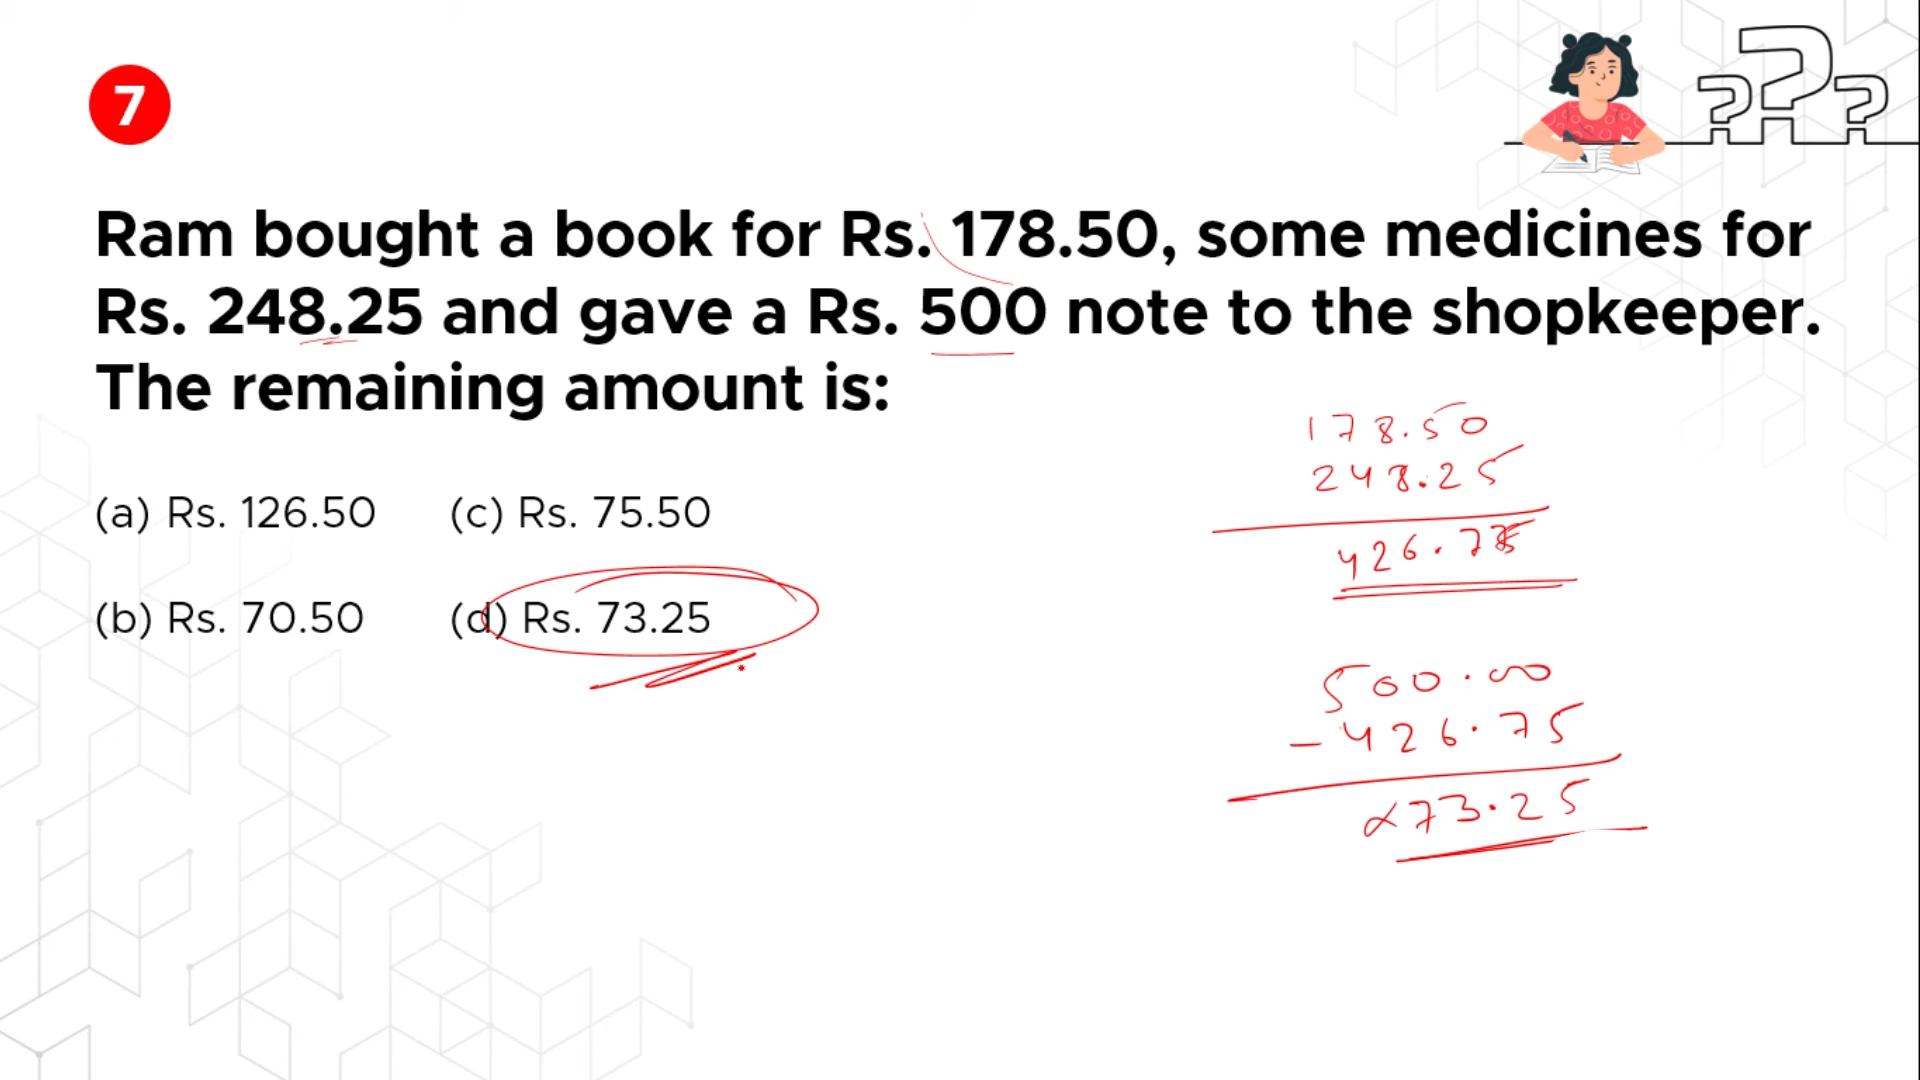 7
???
Ram bought a book for Rs. 178.50, some medicines for
Rs. 248.25 and gave a Rs. 500 note to the shopkeeper.
The remaining amount is:
(a) Rs. 126.50 (c) Rs. 75.50
(b) Rs. 70.50 (d) Rs. 73.25
178.50
248.25
426.75
500.00
- 426.75
73.25